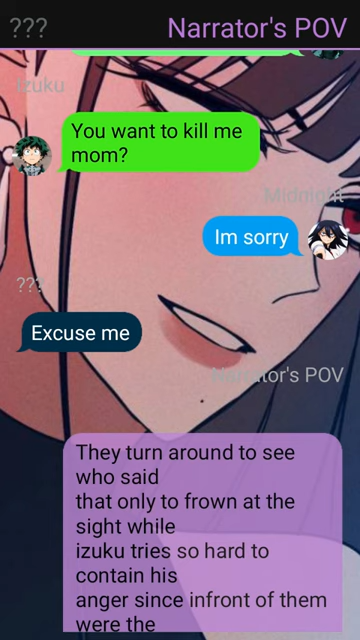 ??? Narrator's POV
Izuku
You want to kill me
mom?
Midnight
Im sorry
???
Excuse me
Narrator's POV
They turn around to see
who said
that only to frown at the
sight while
izuku tries so hard to
contain his
anger since infront of them
were the